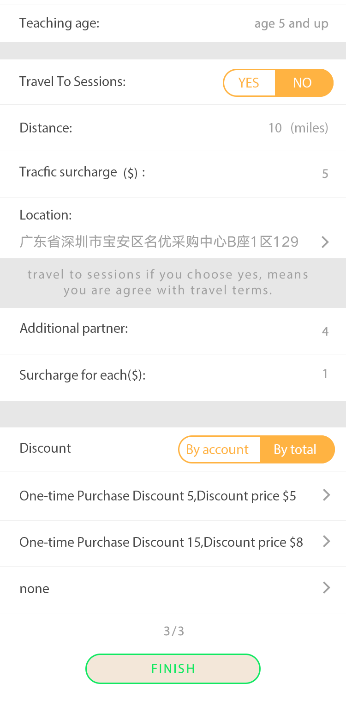 Teaching age: age 5 and up
Travel To Sessions: YES NO
Distance: 10 (miles)
Tracfic surcharge ($) : 5
Location:
广东省深圳市宝安区名优采购中心B座1区129
travel to sessions if you choose yes, means
you are agree with travel terms.
Additional partner: 4
Surcharge for each($): 1
Discount By account By total
One-time Purchase Discount 5,Discount price $5
One-time Purchase Discount 15,Discount price $8
none
3/3
FINISH